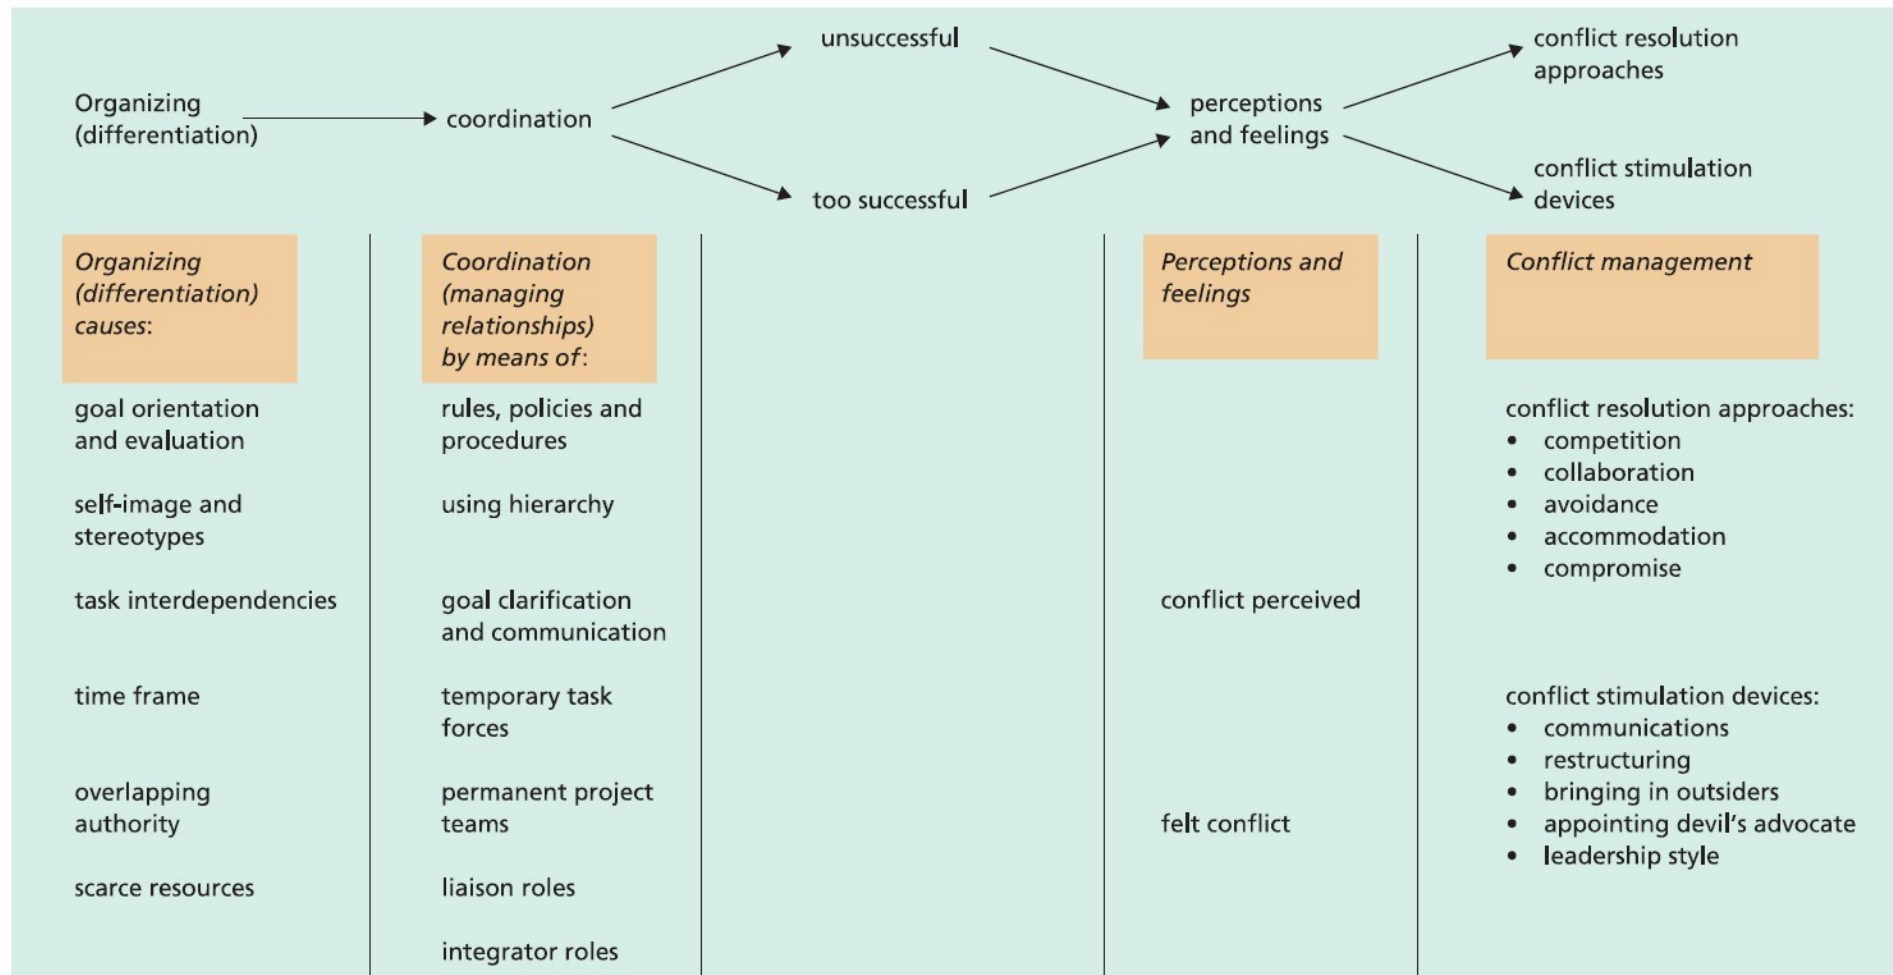 unsuccessful
conflict resolution
approaches
Organizing
(differentiation)
coordination
perceptions
and feelings
too successful
conflict stimulation
devices
Organizing
(differentiation)
causes:
goal orientation
and evaluation
self-image and
stereotypes
task interdependencies
time frame
overlapping
authority
scarce resources
Coordination
(managing
relationships)
by means of:
rules, policies and
procedures
using hierarchy
goal clarification
and communication
temporary task
forces
permanent project
teams
liaison roles
integrator roles
Perceptions and
feelings
conflict perceived
felt conflict
Conflict management
conflict resolution approaches:
• competition
• collaboration
• avoidance
• accommodation
• compromise
conflict stimulation devices:
• communications
• restructuring
• bringing in outsiders
• appointing devil's advocate
• leadership style